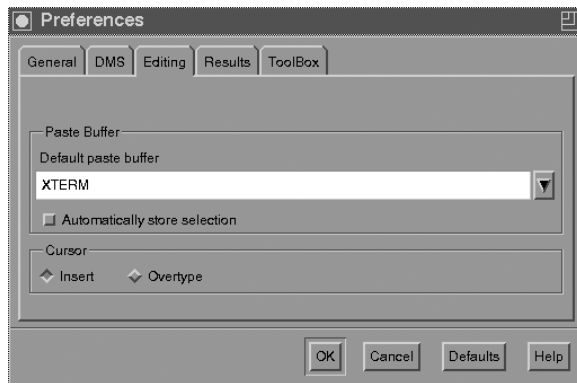 Preferences
General DMS Editing Results ToolBox
Paste Buffer
Default paste buffer
XTERM
Automatically store selection
Cursor
Insert Overtype
OK Cancel Defaults Help